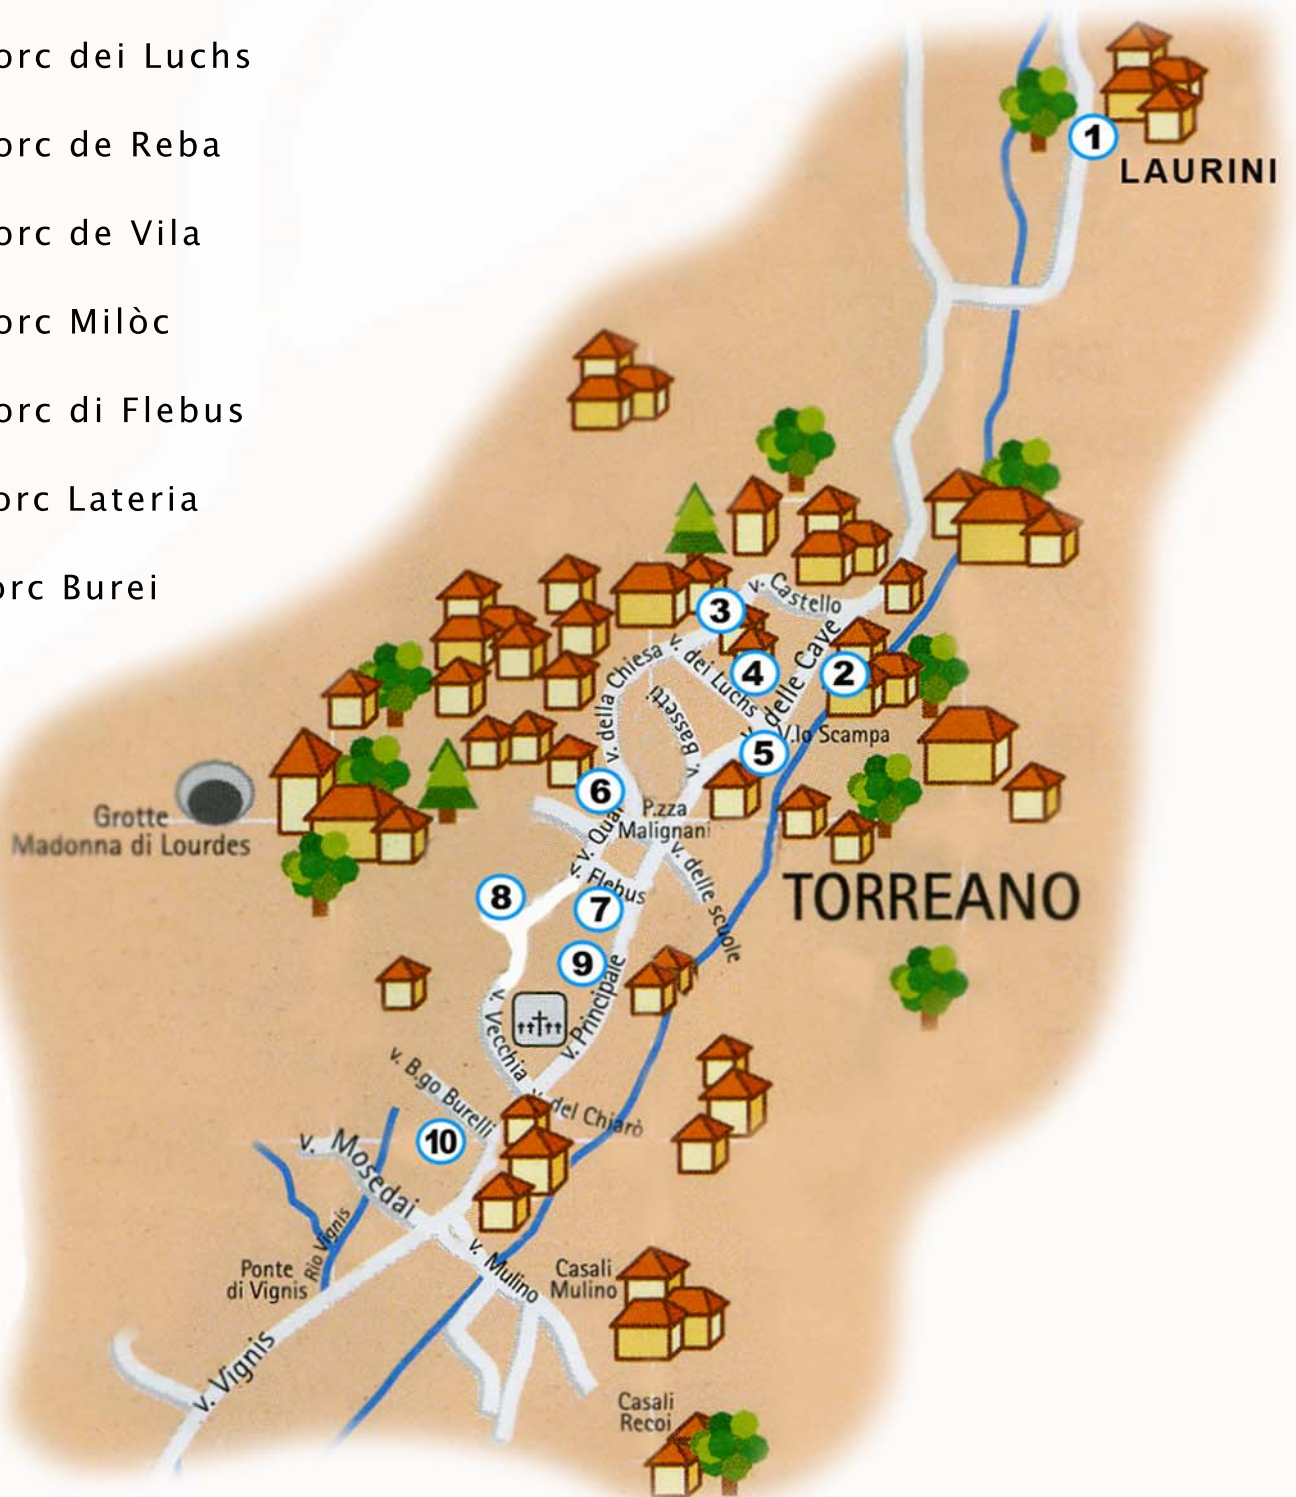 orc dei Luchs
orc de Reba
orc de Vila
orc Milòc
orc di Flebus
orc Lateria
orc Burei
1
LAURINI
v. Castello
3
v. dei Luchs
4
2
v. delle Cave
v. della Chiesa
v. Bassetti
5
V.lo Scampa
6
P.zza
Malignani
Grotte
Madonna di Lourdes
v. Qual
v. Flebus
v. delle scuole
TORREANO
8
7
9
v. Principale
v. Vecchia
v. B.go Burelli
v. del Chiarò
10
v. Mosedai
Rio Vignis
Ponte
di Vignis
v. Mulino
Casali
Mulino
v. Vignis
Casali
Recoi